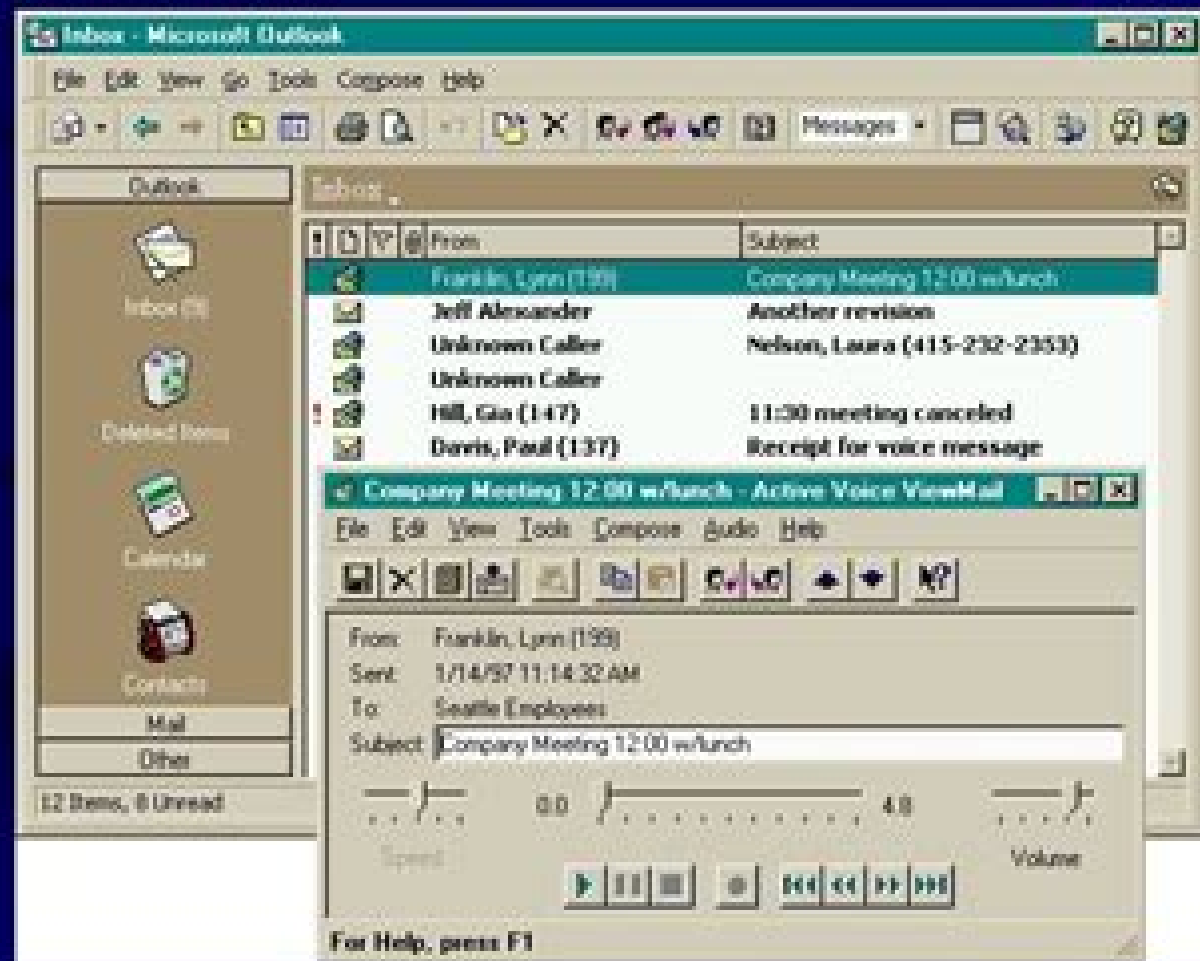 Inbox - Microsoft Outlook
File Edit View Go Tools Compose Help
Messages
Outlook
Inbox
! From Subject
Franklin, Lynn (199) Company Meeting 12:00 w/lunch
Inbox (9)
Jeff Alexander Another revision
Unknown Caller Nelson, Laura (415-232-2353)
Unknown Caller
Deleted Items
! Hill, Gia (147) 11:30 meeting canceled
Davis, Paul (137) Receipt for voice message
Calendar
Contacts
Mail
Other
12 Items, 8 Unread
Company Meeting 12:00 w/lunch - Active Voice ViewMail
File Edit View Tools Compose Audio Help
From: Franklin, Lynn (199)
Sent: 1/14/97 11:14:32 AM
To: Seattle Employees
Subject: Company Meeting 12:00 w/lunch
0.0 4.8
Speed Volume
For Help, press F1